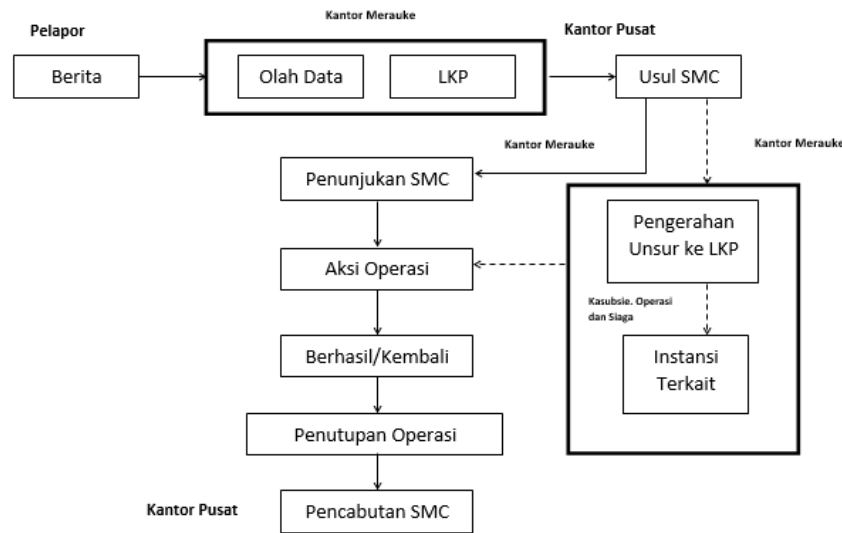 Kantor Merauke
Pelapor
Kantor Pusat
Berita
Olah Data
LKP
Usul SMC
Kantor Merauke
Kantor Merauke
Penunjukan SMC
Pengerahan
Unsur ke LKP
Aksi Operasi
Kasubsie. Operasi
dan Siaga
Berhasil/Kembali
Instansi
Terkait
Penutupan Operasi
Kantor Pusat
Pencabutan SMC